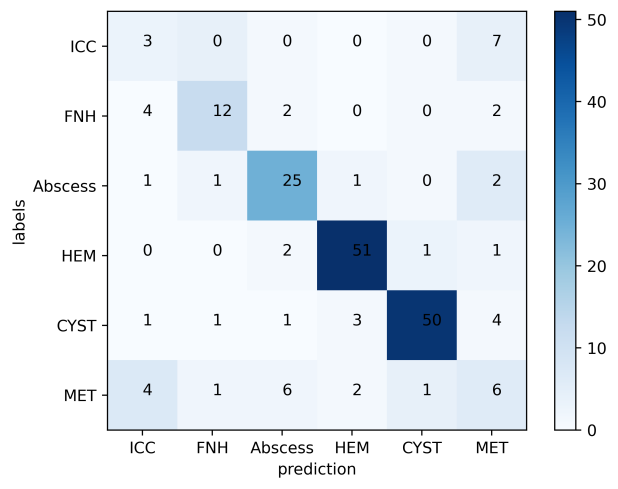 ICC 3 0 0 0 0 7
FNH 4 12 2 0 0 2
Abscess 1 1 25 1 0 2
HEM 0 0 2 51 1 1
CYST 1 1 1 3 50 4
MET 4 1 6 2 1 6
ICC FNH Abscess HEM CYST MET
prediction
labels
50
40
30
20
10
0